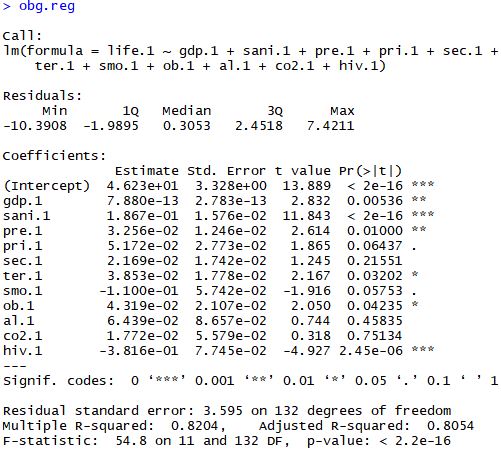 > obg.reg
Call:
lm(formula = life.1 ~ gdp.1 + sani.1 + pre.1 + pri.1 + sec.1 +
    ter.1 + smo.1 + ob.1 + al.1 + co2.1 + hiv.1)
Residuals:
     Min       1Q   Median       3Q      Max
-10.3908  -1.9895   0.3053   2.4518   7.4211
Coefficients:
              Estimate Std. Error t value Pr(>|t|)
(Intercept)  4.623e+01  3.328e+00  13.889  < 2e-16 ***
gdp.1        7.880e-13  2.783e-13   2.832  0.00536 **
sani.1       1.867e-01  1.576e-02  11.843  < 2e-16 ***
pre.1        3.256e-02  1.246e-02   2.614  0.01000 **
pri.1        5.172e-02  2.773e-02   1.865  0.06437 .
sec.1        2.169e-02  1.742e-02   1.245  0.21551
ter.1        3.853e-02  1.778e-02   2.167  0.03202 *
smo.1       -1.100e-01  5.742e-02  -1.916  0.05753 .
ob.1         4.319e-02  2.107e-02   2.050  0.04235 *
al.1         6.439e-02  8.657e-02   0.744  0.45835
co2.1        1.772e-02  5.579e-02   0.318  0.75134
hiv.1       -3.816e-01  7.745e-02  -4.927 2.45e-06 ***
---
Signif. codes:  0 ‘***’ 0.001 ‘**’ 0.01 ‘*’ 0.05 ‘.’ 0.1 ‘ ’ 1
Residual standard error: 3.595 on 132 degrees of freedom
Multiple R-squared:  0.8204,	Adjusted R-squared:  0.8054
F-statistic:  54.8 on 11 and 132 DF,  p-value: < 2.2e-16